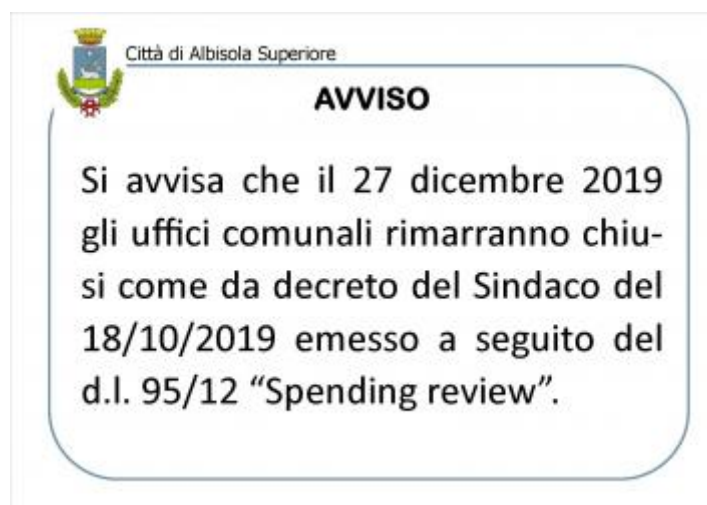 Città di Albisola Superiore
AVVISO
Si avvisa che il 27 dicembre 2019
gli uffici comunali rimarranno chiu-
si come da decreto del Sindaco del
18/10/2019 emesso a seguito del
d.l. 95/12 “Spending review”.